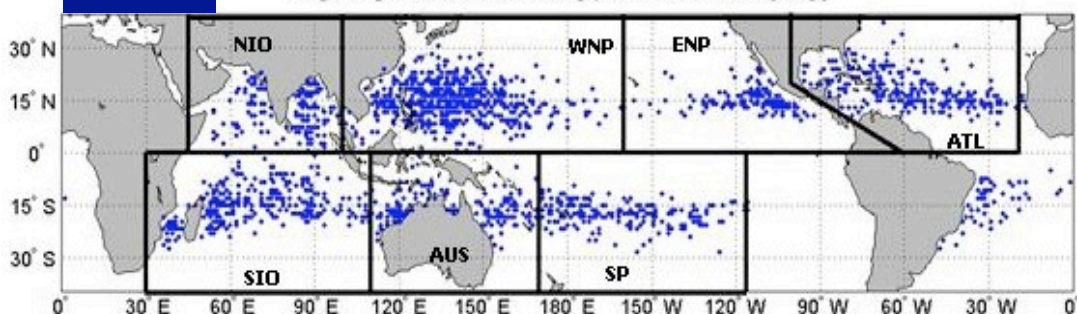 NIO
WNP
ENP
30° N
15° N
0°
ATL
15° S
30° S
AUS
SIO
SP
0° 30° E 60° E 90° E 120° E 150° E 180° W 150° W 120° W 90° W 60° W 30° W 0°